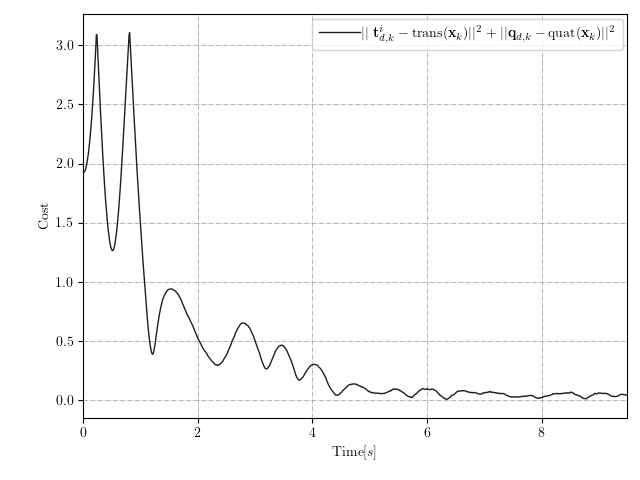 || t^i_{d,k} − trans(x_k)||² + ||q_{d,k} − quat(x_k)||²
3.0
2.5
2.0
1.5
1.0
0.5
0.0
Cost
0 2 4 6 8
Time[s]